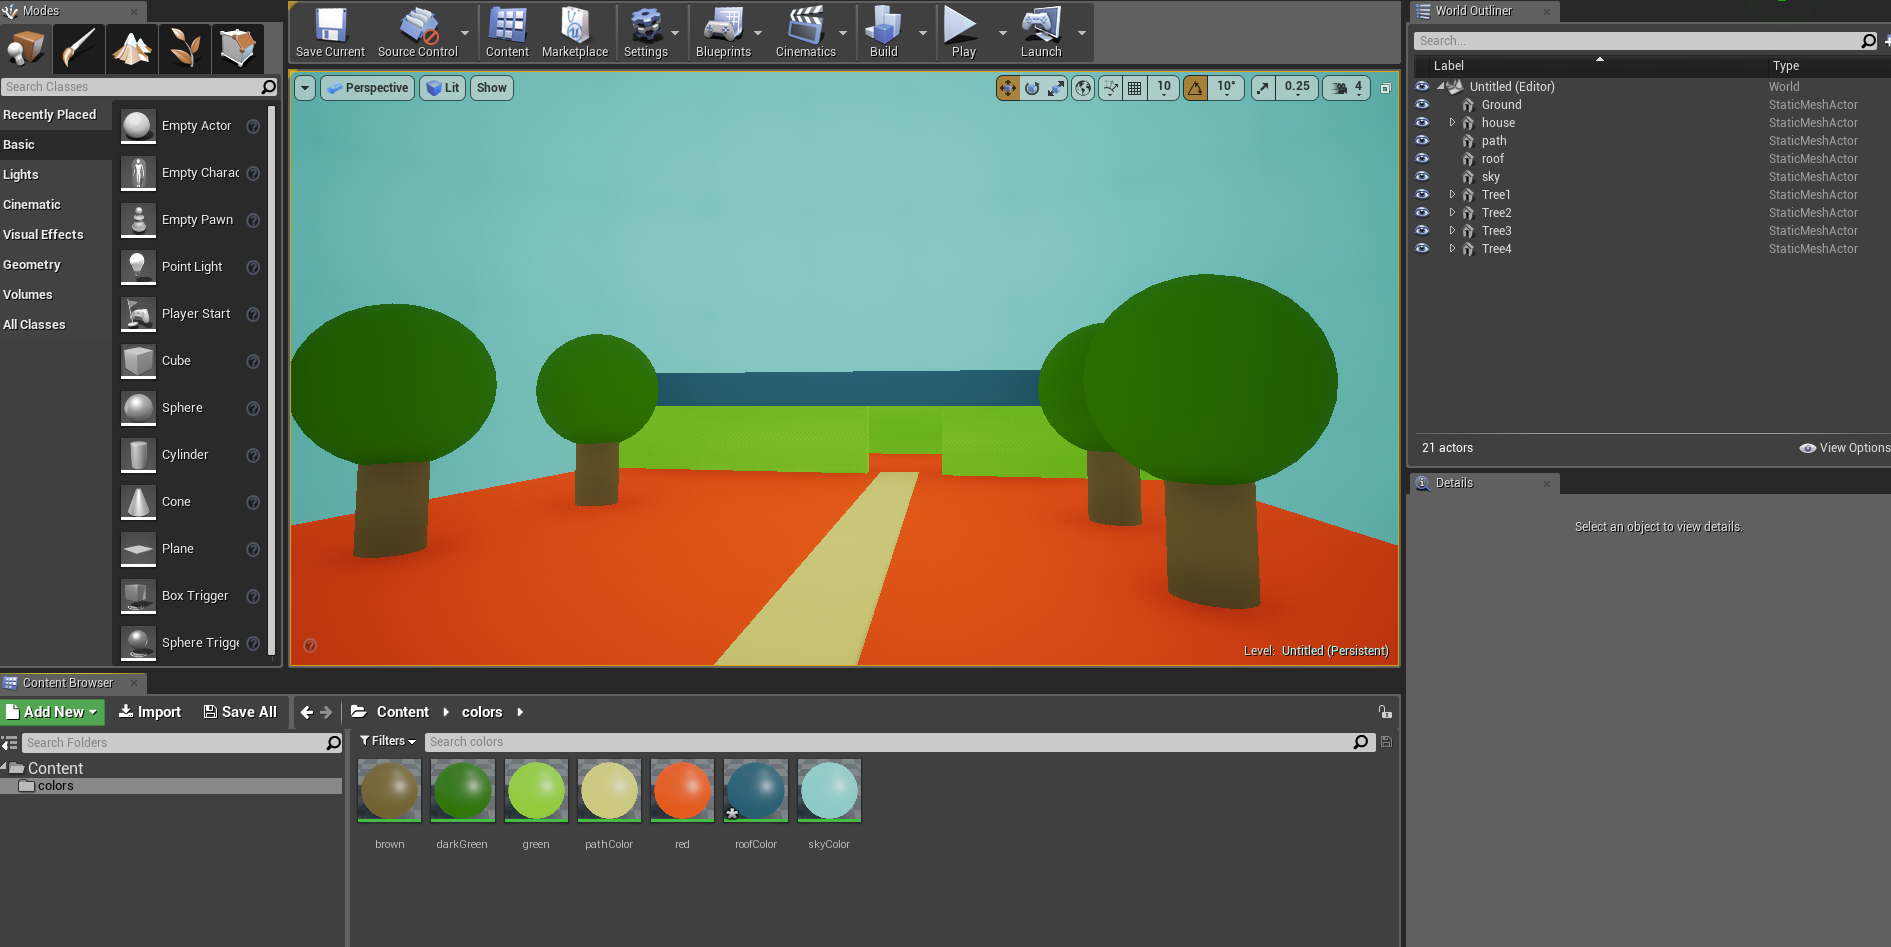 Modes
Search Classes
Recently Placed
Basic
Lights
Cinematic
Visual Effects
Geometry
Volumes
All Classes
Empty Actor
Empty Charac
Empty Pawn
Point Light
Player Start
Cube
Sphere
Cylinder
Cone
Plane
Box Trigger
Sphere Trigge
Save Current
Source Control
Content
Marketplace
Settings
Blueprints
Cinematics
Build
Play
Launch
Perspective
Lit
Show
10
10°
0.25
4
Level: Untitled (Persistent)
World Outliner
Search...
Label Type
Untitled (Editor) World
Ground StaticMeshActor
house StaticMeshActor
path StaticMeshActor
roof StaticMeshActor
sky StaticMeshActor
Tree1 StaticMeshActor
Tree2 StaticMeshActor
Tree3 StaticMeshActor
Tree4 StaticMeshActor
21 actors
View Options
Details
Select an object to view details.
Content Browser
Add New Import Save All
Content colors
Search Folders
Content
colors
Filters
Search colors
brown
darkGreen
green
pathColor
red
roofColor
skyColor